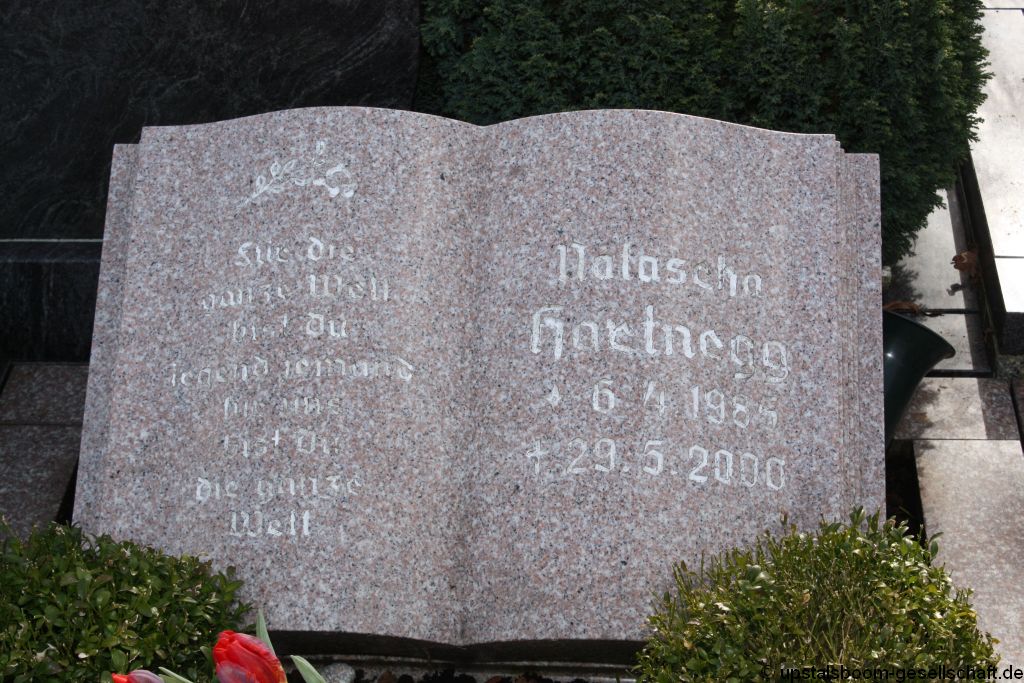 Für die
ganze Welt
bist Du
irgend jemand
für uns
bist Du
die ganze
Welt
Natascha
Hartnegg
* 6. 4. 1985
† 29. 5. 2000
© upstalsboom-gesellschaft.de